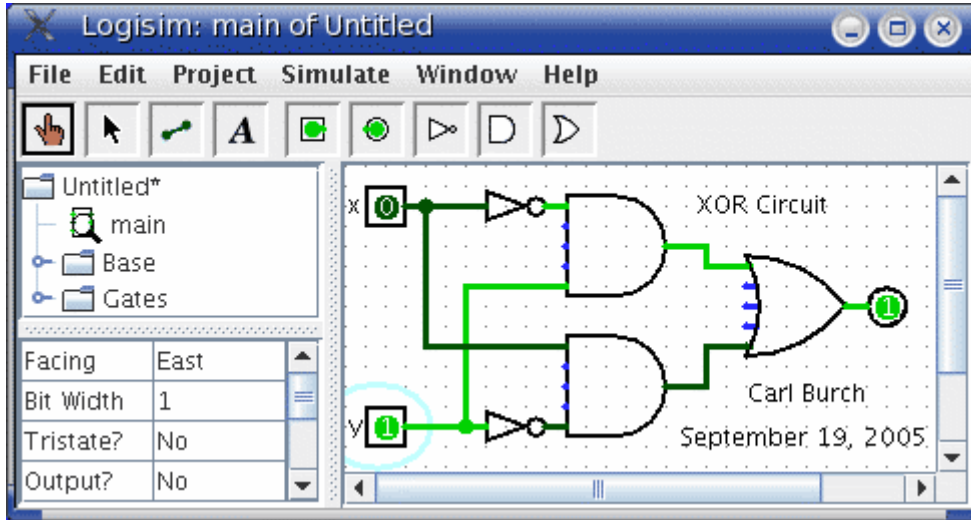 Logisim: main of Untitled
File Edit Project Simulate Window Help
A
Untitled*
main
Base
Gates
Facing East
Bit Width 1
Tristate? No
Output? No
x 0
XOR Circuit
1
y 1
Carl Burch
September 19, 2005